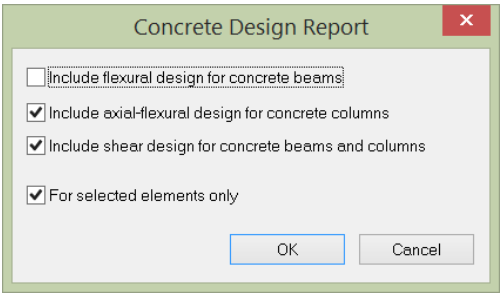 Concrete Design Report
Include flexural design for concrete beams
Include axial-flexural design for concrete columns
Include shear design for concrete beams and columns
For selected elements only
OK
Cancel